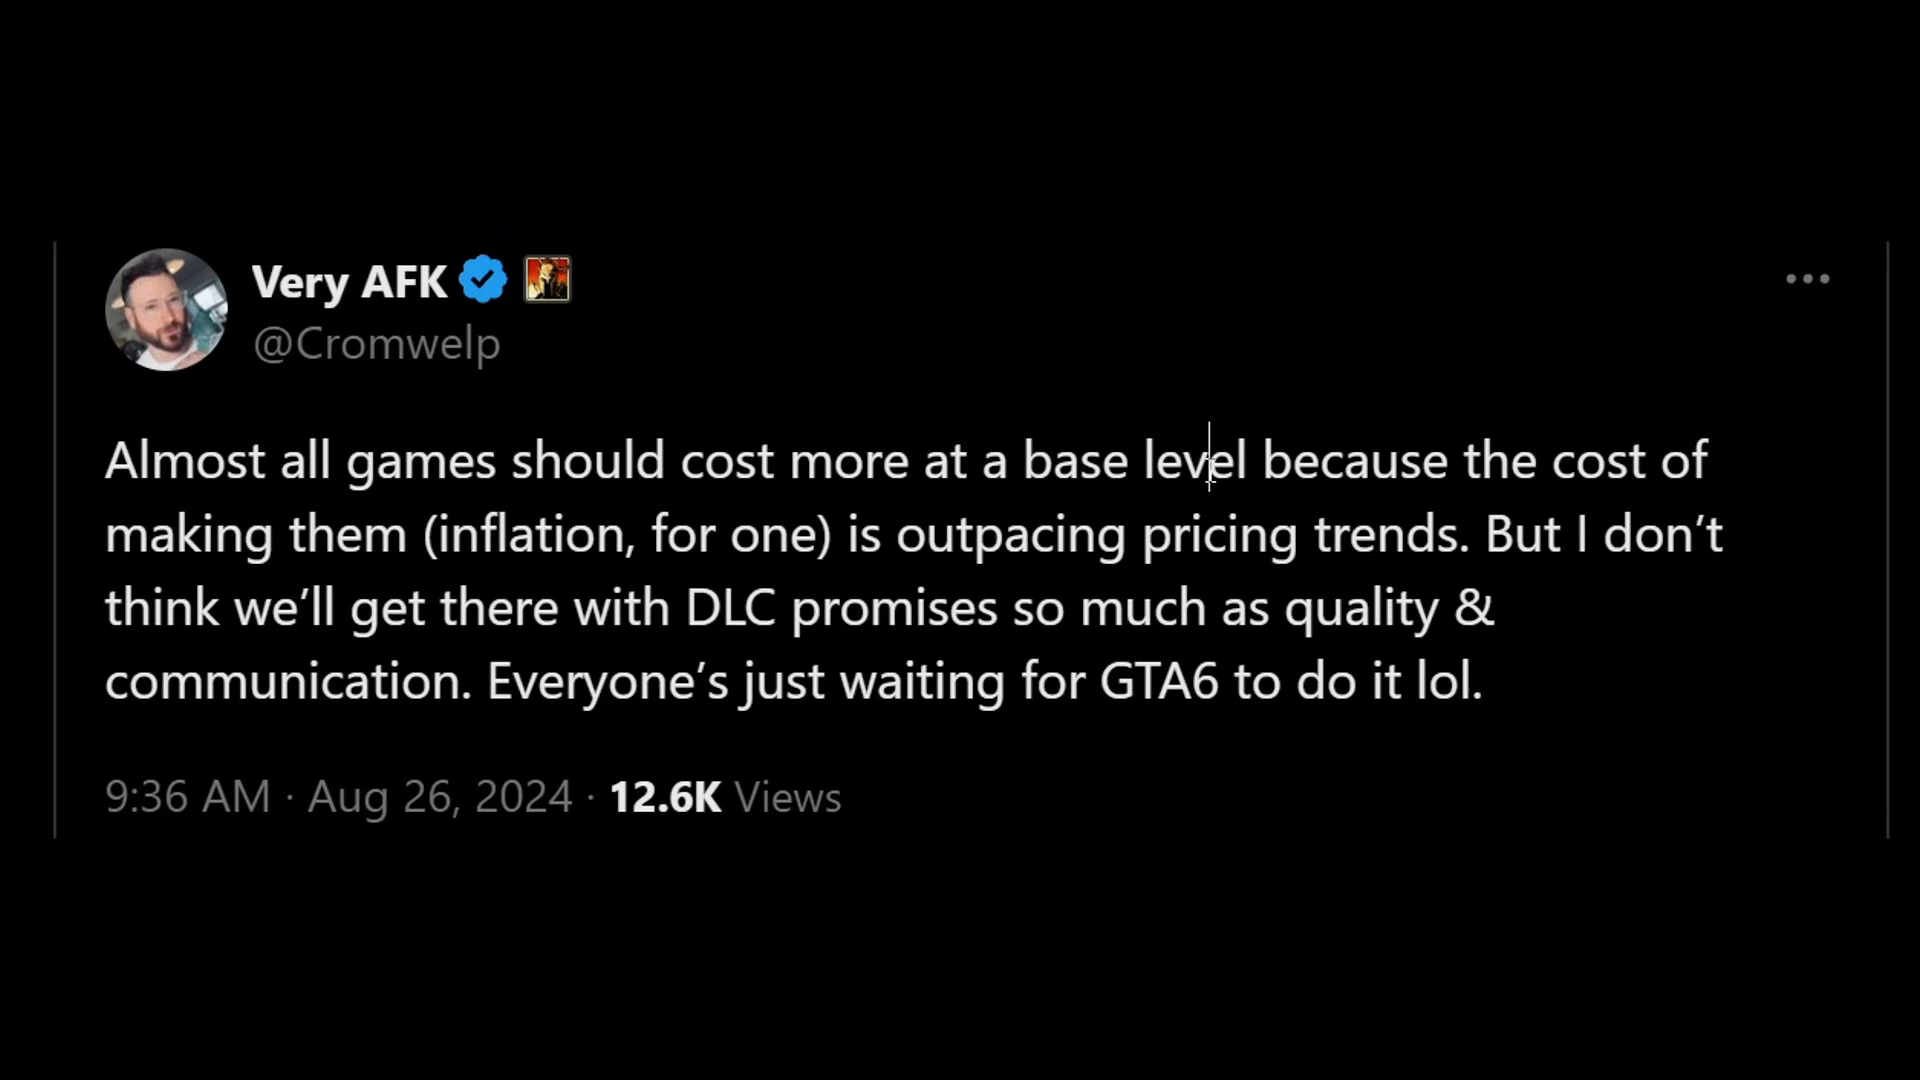 Very AFK
@Cromwelp
Almost all games should cost more at a base level because the cost of
making them (inflation, for one) is outpacing pricing trends. But I don’t
think we’ll get there with DLC promises so much as quality &
communication. Everyone’s just waiting for GTA6 to do it lol.
9:36 AM · Aug 26, 2024 · 12.6K Views